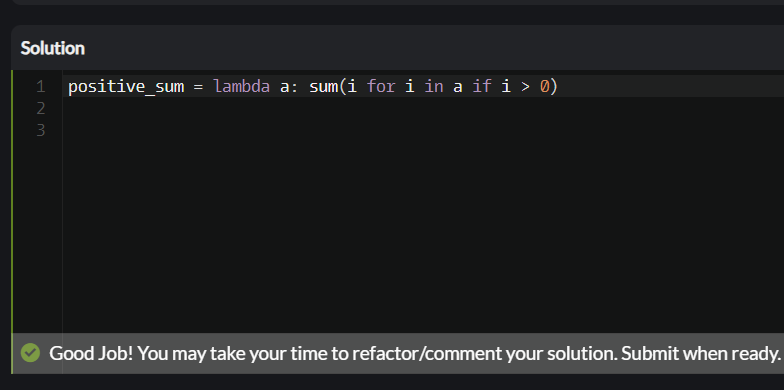 Solution
1 positive_sum = lambda a: sum(i for i in a if i > 0)
2
3
Good Job! You may take your time to refactor/comment your solution. Submit when ready.